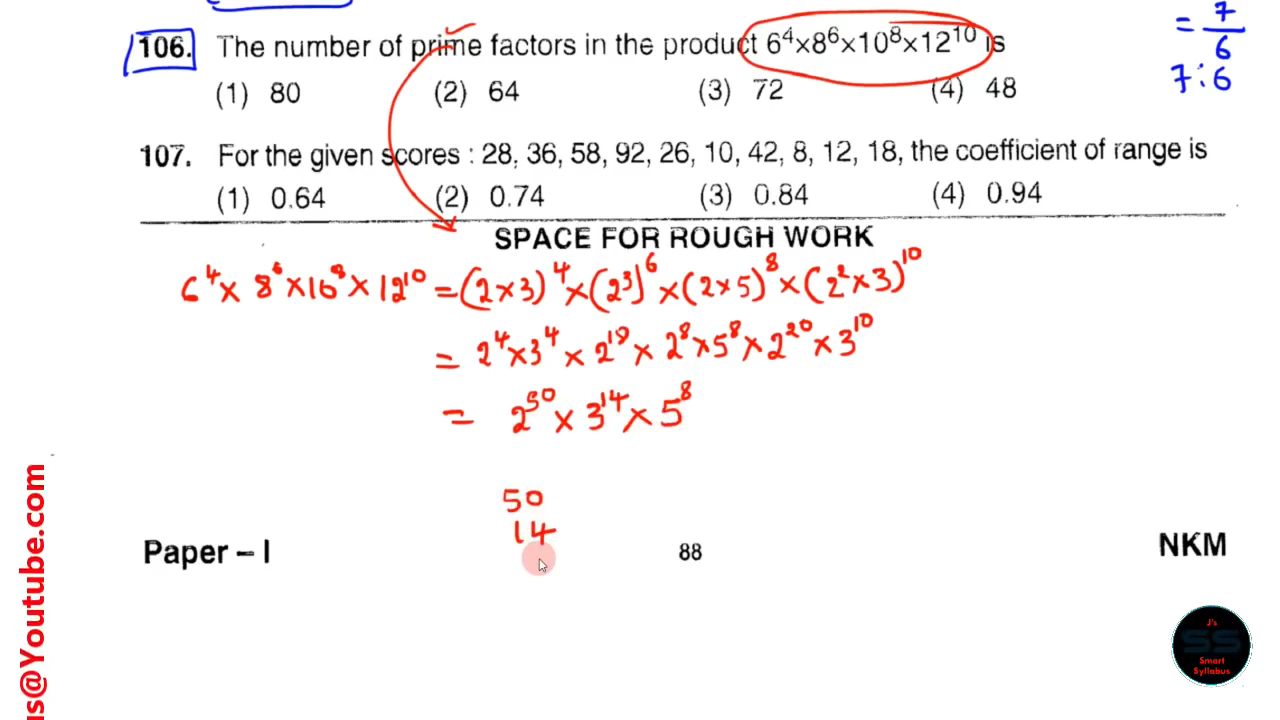 = 7/6
7 : 6
106. The number of prime factors in the product 6⁴×8⁶×10⁸×12¹⁰ is
(1) 80 (2) 64 (3) 72 (4) 48
107. For the given scores : 28, 36, 58, 92, 26, 10, 42, 8, 12, 18, the coefficient of range is
(1) 0.64 (2) 0.74 (3) 0.84 (4) 0.94
SPACE FOR ROUGH WORK
6⁴ × 8⁶ × 10⁸ × 12¹⁰ = (2 × 3)⁴ × (2³)⁶ × (2 × 5)⁸ × (2² × 3)¹⁰
= 2⁴ × 3⁴ × 2¹⁸ × 2⁸ × 5⁸ × 2²⁰ × 3¹⁰
= 2⁵⁰ × 3¹⁴ × 5⁸
50
14
Paper – I 88 NKM
us@Youtube.com
J's
SS
Smart
Syllabus